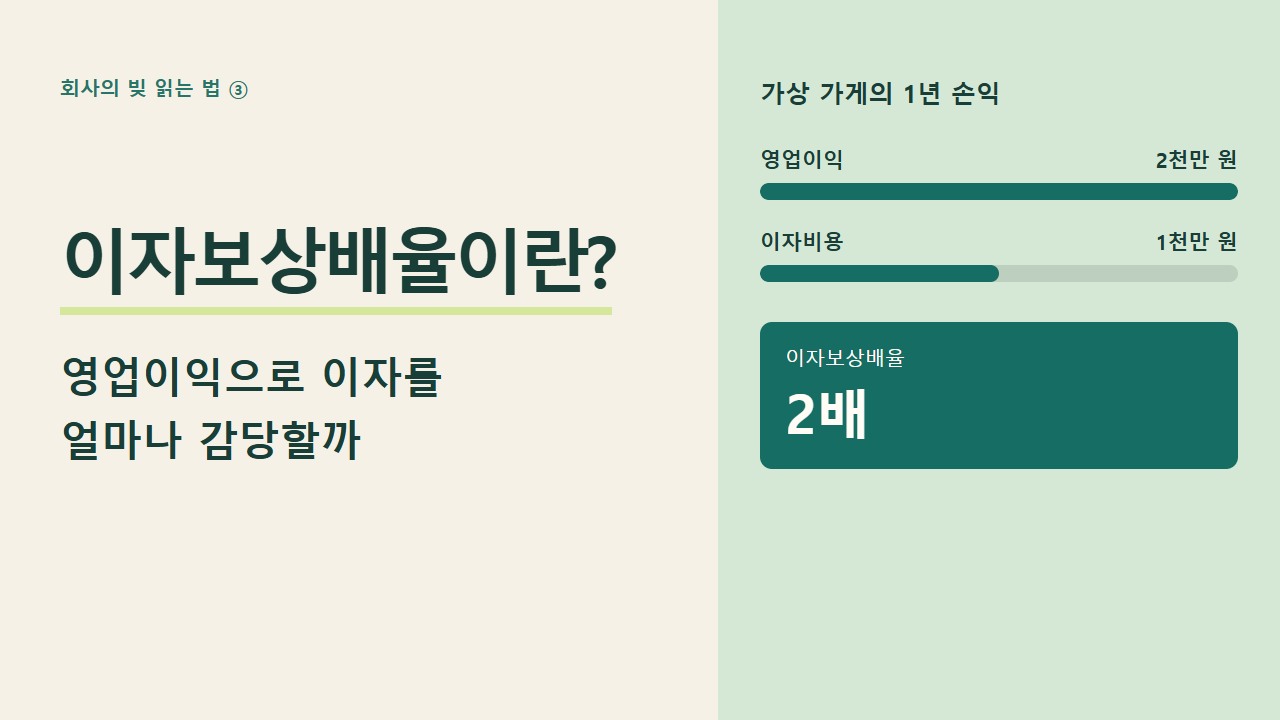 회사의 빚 읽는 법 ③
이자보상배율이란?
영업이익으로 이자를
얼마나 감당할까
가상 가게의 1년 손익
영업이익 2천만 원
이자비용 1천만 원
이자보상배율
2배